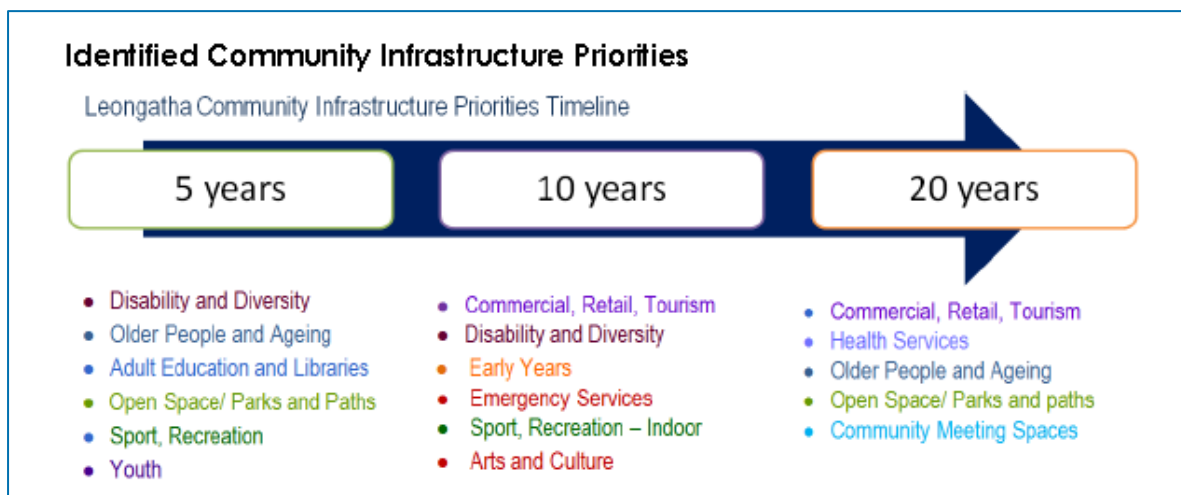 Identified Community Infrastructure Priorities
Leongatha Community Infrastructure Priorities Timeline
5 years
10 years
20 years
• Disability and Diversity
• Older People and Ageing
• Adult Education and Libraries
• Open Space/ Parks and Paths
• Sport, Recreation
• Youth
• Commercial, Retail, Tourism
• Disability and Diversity
• Early Years
• Emergency Services
• Sport, Recreation – Indoor
• Arts and Culture
• Commercial, Retail, Tourism
• Health Services
• Older People and Ageing
• Open Space/ Parks and paths
• Community Meeting Spaces